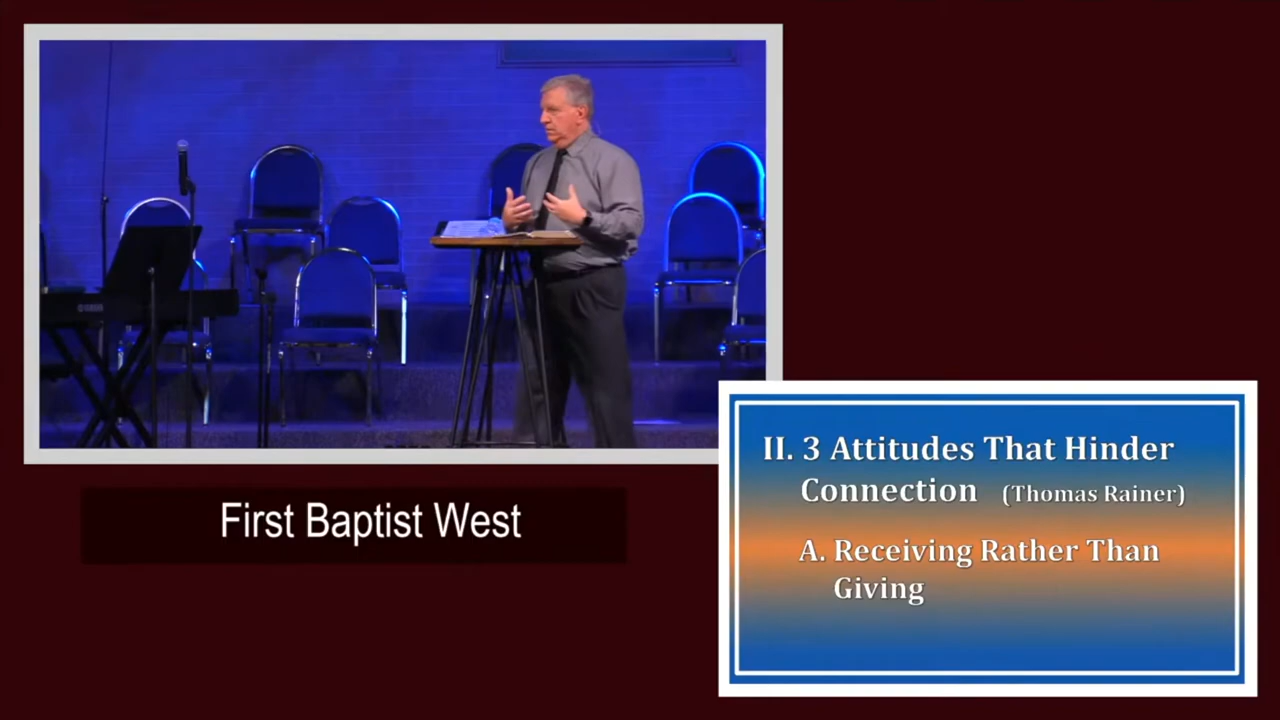 First Baptist West
II. 3 Attitudes That Hinder
Connection (Thomas Rainer)
A. Receiving Rather Than
Giving